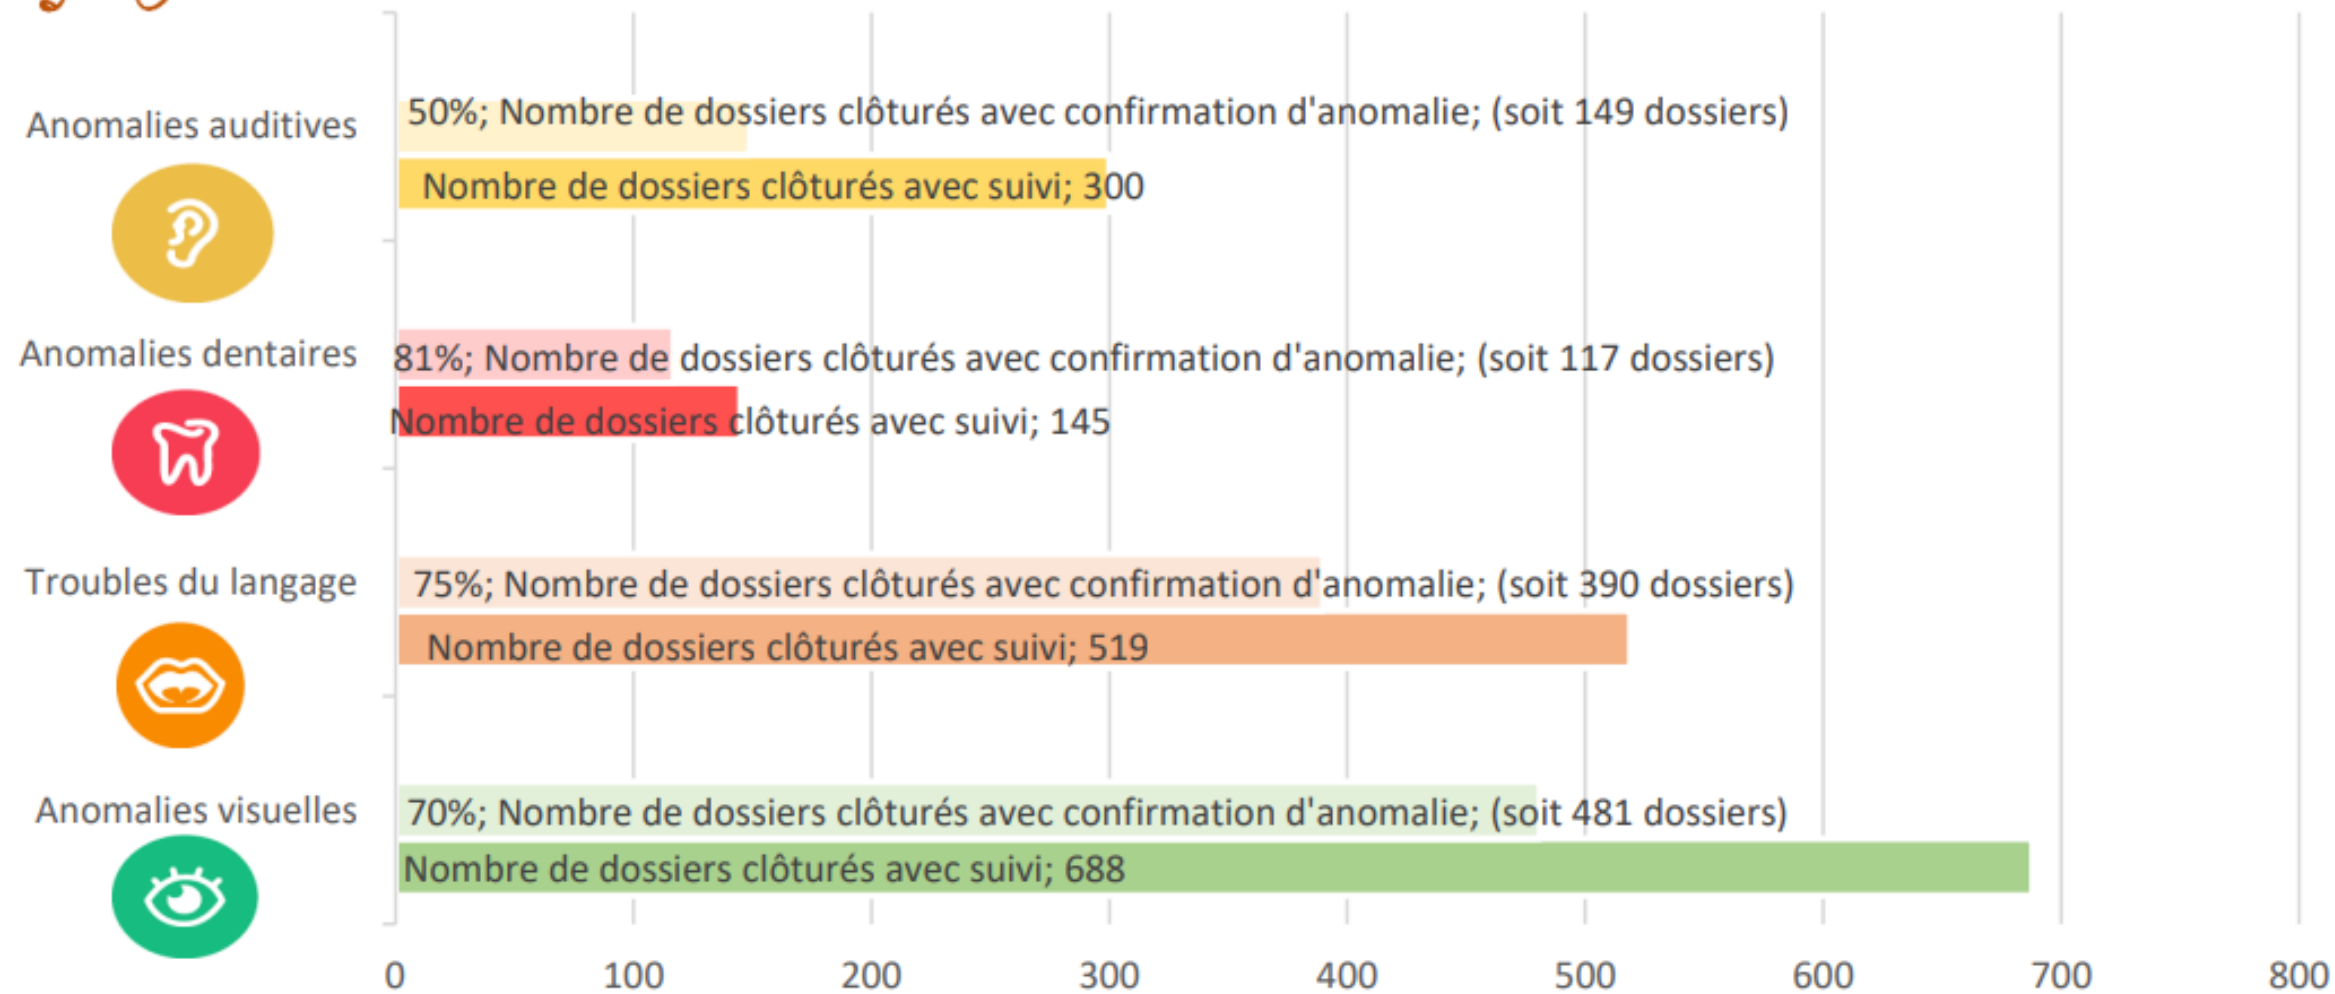 Anomalies auditives
50%; Nombre de dossiers clôturés avec confirmation d'anomalie; (soit 149 dossiers)
Nombre de dossiers clôturés avec suivi; 300
Anomalies dentaires
81%; Nombre de dossiers clôturés avec confirmation d'anomalie; (soit 117 dossiers)
Nombre de dossiers clôturés avec suivi; 145
Troubles du langage
75%; Nombre de dossiers clôturés avec confirmation d'anomalie; (soit 390 dossiers)
Nombre de dossiers clôturés avec suivi; 519
Anomalies visuelles
70%; Nombre de dossiers clôturés avec confirmation d'anomalie; (soit 481 dossiers)
Nombre de dossiers clôturés avec suivi; 688
0 100 200 300 400 500 600 700 800